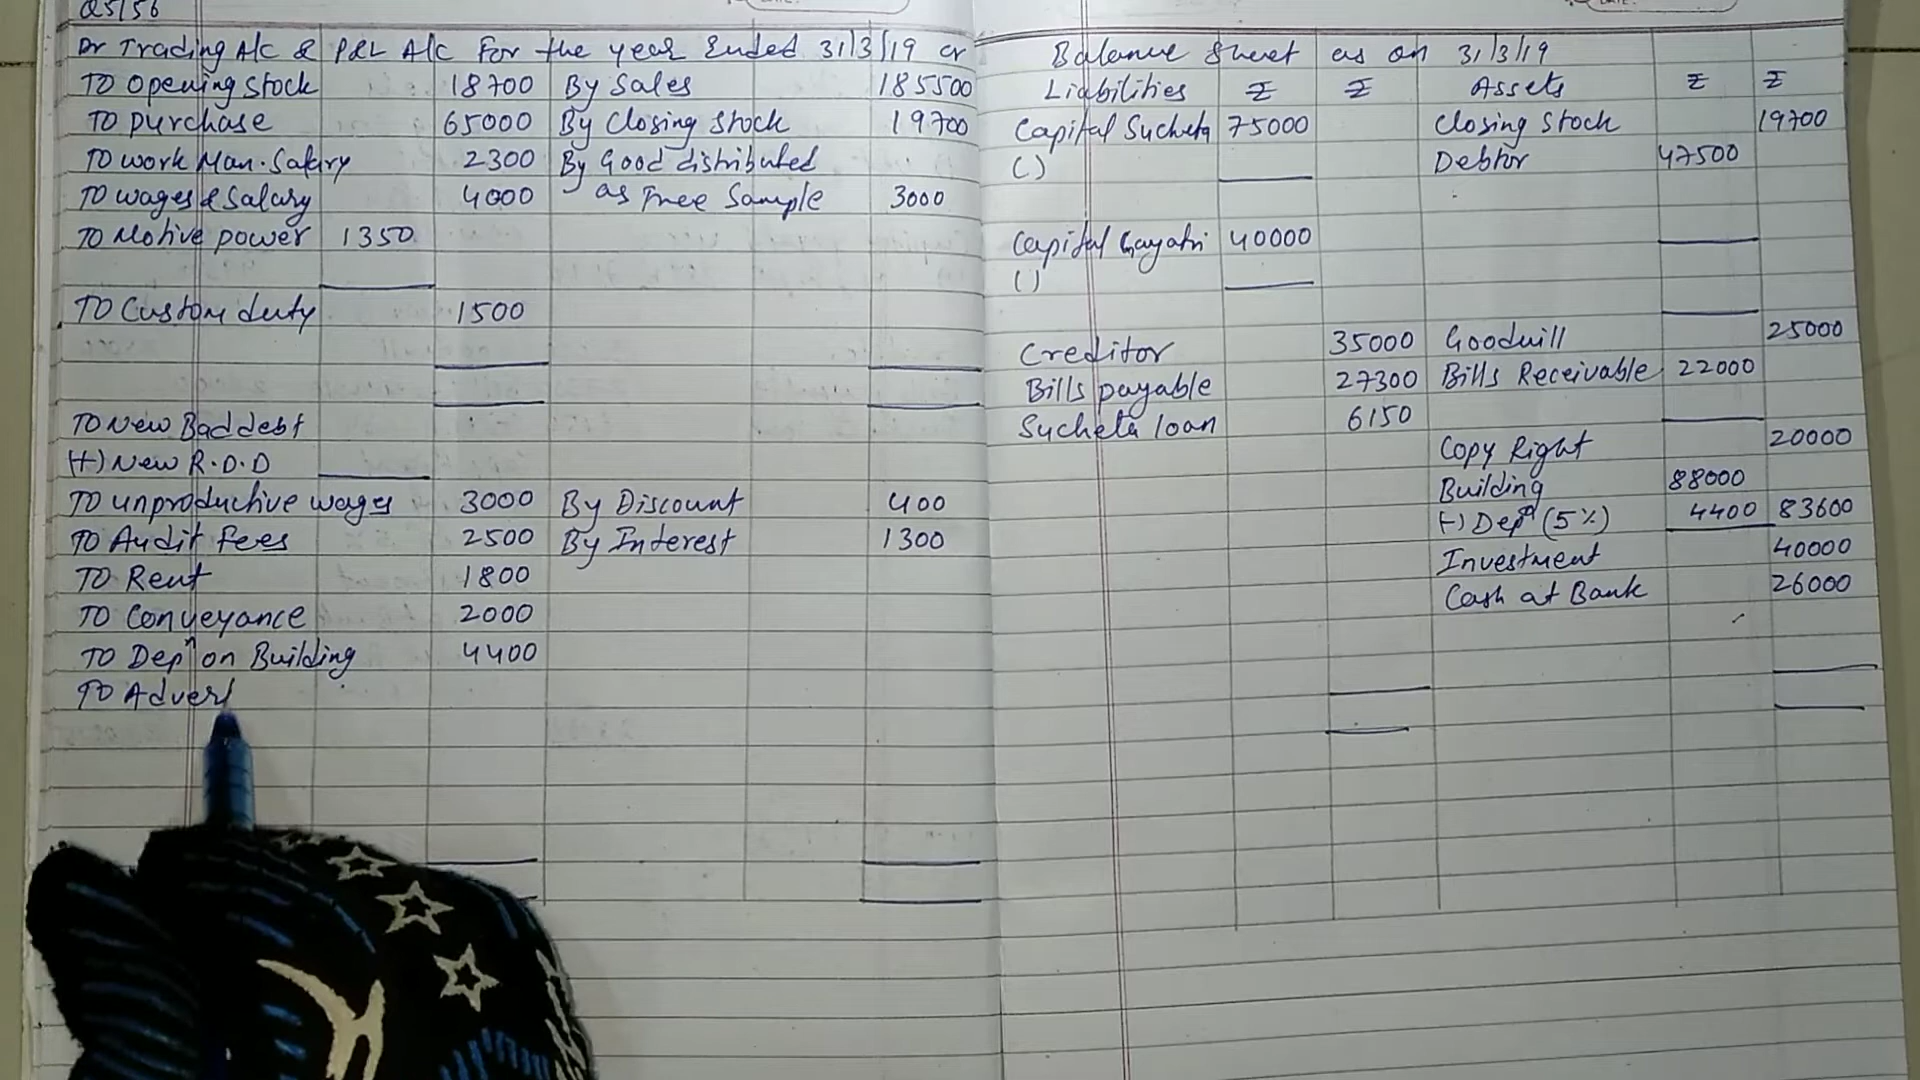 Q5/56
Dr Trading A/c & P&L A/c For the year Ended 31/3/19 cr
To Opening Stock 18700 By Sales 185500
To purchase 65000 By Closing Stock 19700
To work Man. Salary 2300 By Good distributed
To wages & Salary 4000 as Free Sample 3000
To Motive power 1350
To Custom duty 1500
To New Baddebt
(+) New R.D.D
To unproductive wages 3000 By Discount 400
To Audit Fees 2500 By Interest 1300
To Rent 1800
To Conveyance 2000
To Depn on Building 4400
To Advert
Balance Sheet as on 31/3/19
Liabilities ₹ ₹ Assets ₹ ₹
Capital Sucheta 75000 Closing Stock 19700
() Debtor 47500
Capital Gayatri 40000
()
Creditor 35000 Goodwill 25000
Bills payable 27300 Bills Receivable 22000
Sucheta loan 6150
Copy Right 20000
Building 88000
(-) Depn (5%) 4400 83600
Investment 40000
Cash at Bank 26000